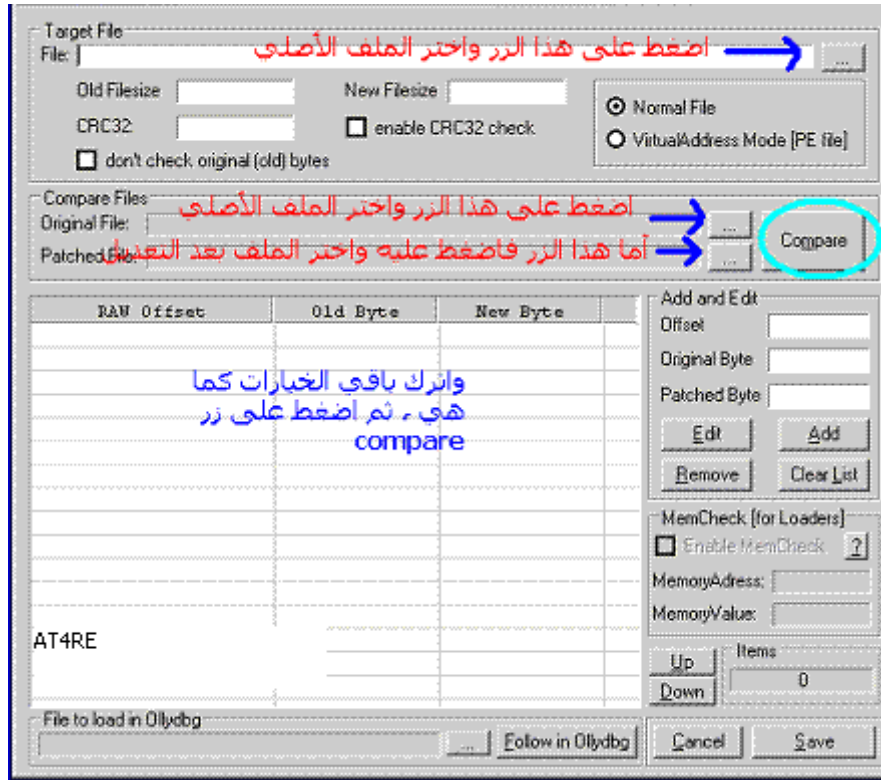 Target File
File: اضغط على هذا الزر واختر الملف الأصلي ...
Old Filesize New Filesize
CRC32: enable CRC32 check
don't check original (old) bytes
Normal File
VirtualAddress Mode [PE file]
Compare Files
Original File: اضغط على هذا الزر واختر الملف الأصلي ...
Patched File: أما هذا الزر فاضغط عليه واختر الملف بعد التعديل ...
Compare
RAW Offset Old Byte New Byte
واترك باقي الخيارات كما
هي ، ثم اضغط على زر
compare
AT4RE
Add and Edit
Offset
Original Byte
Patched Byte
Edit Add
Remove Clear List
MemCheck [for Loaders]
Enable MemCheck ?
MemoryAdress:
MemoryValue:
Up
Down
Items
0
File to load in Ollydbg
... Follow in Ollydbg
Cancel Save